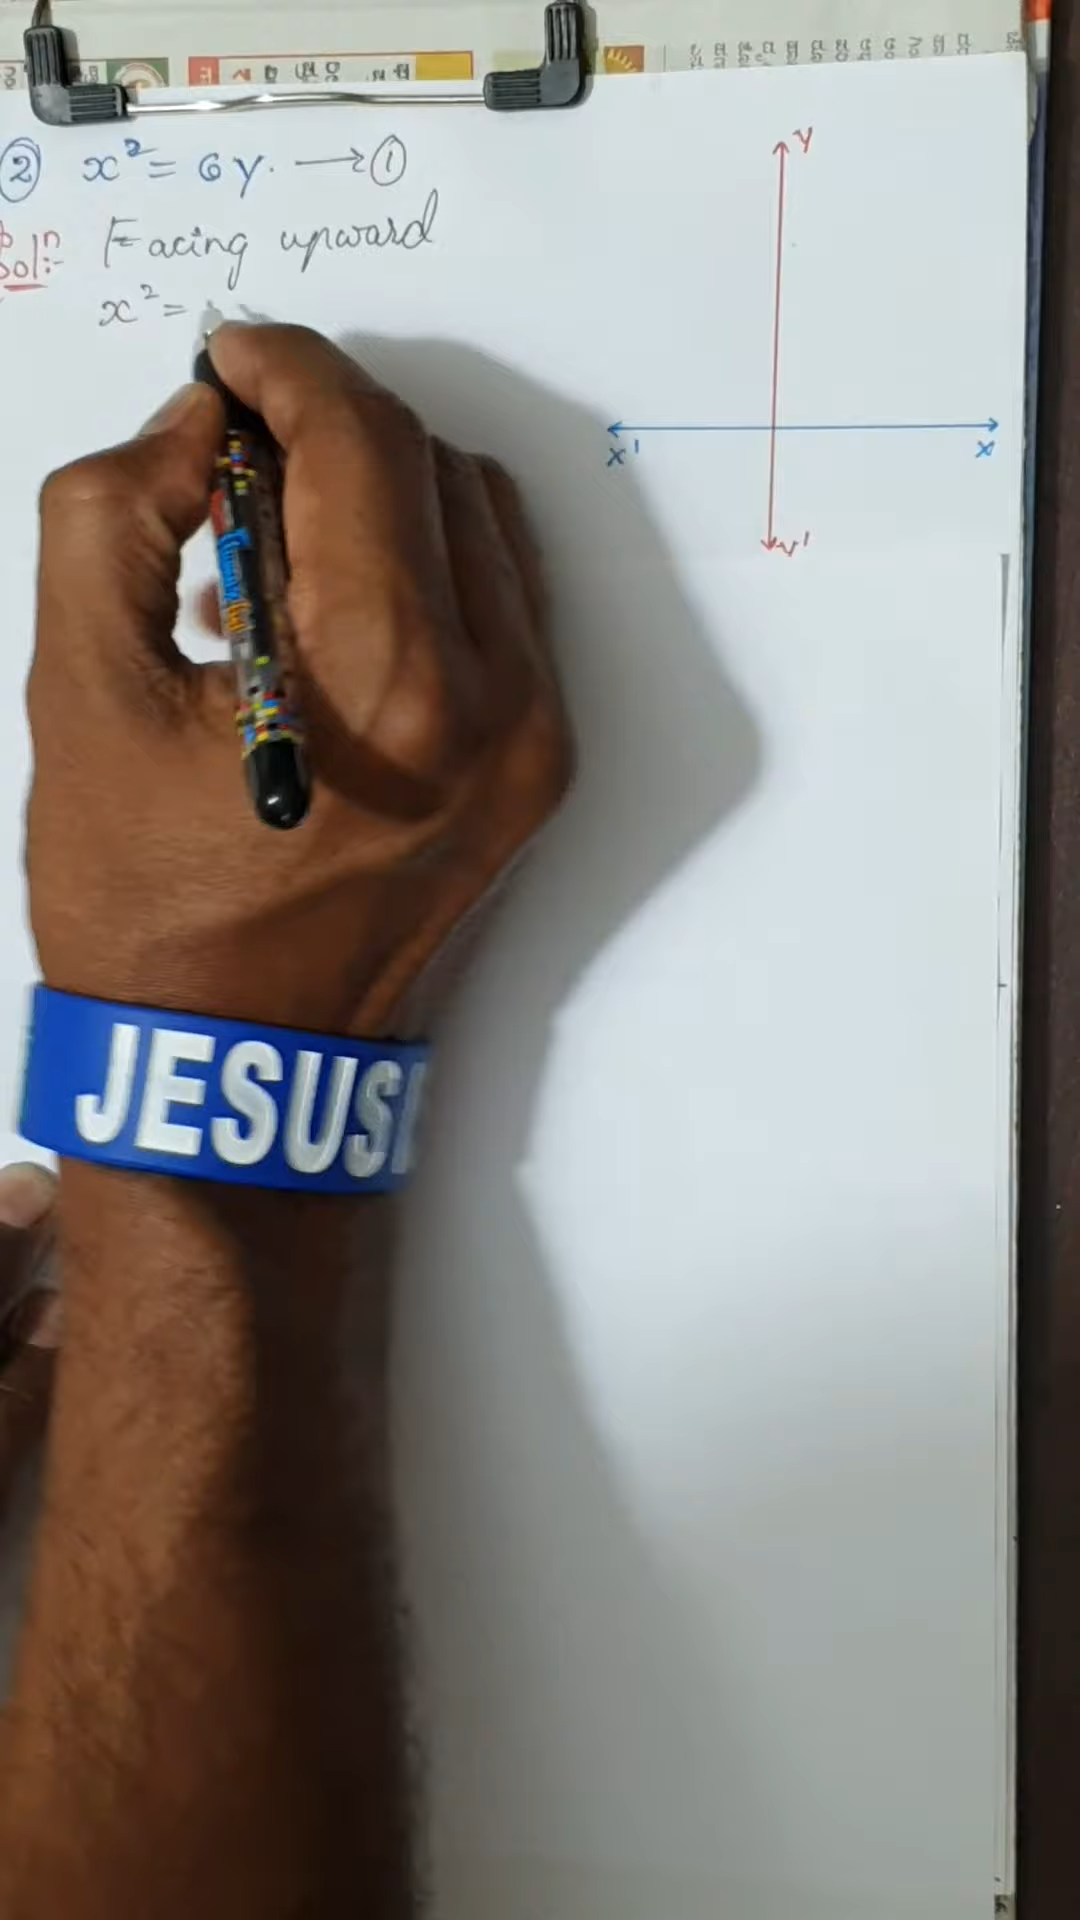 ② x² = 6y. → ①
Soln:- Facing upward
x² =
y
x' x
y'
JESUS